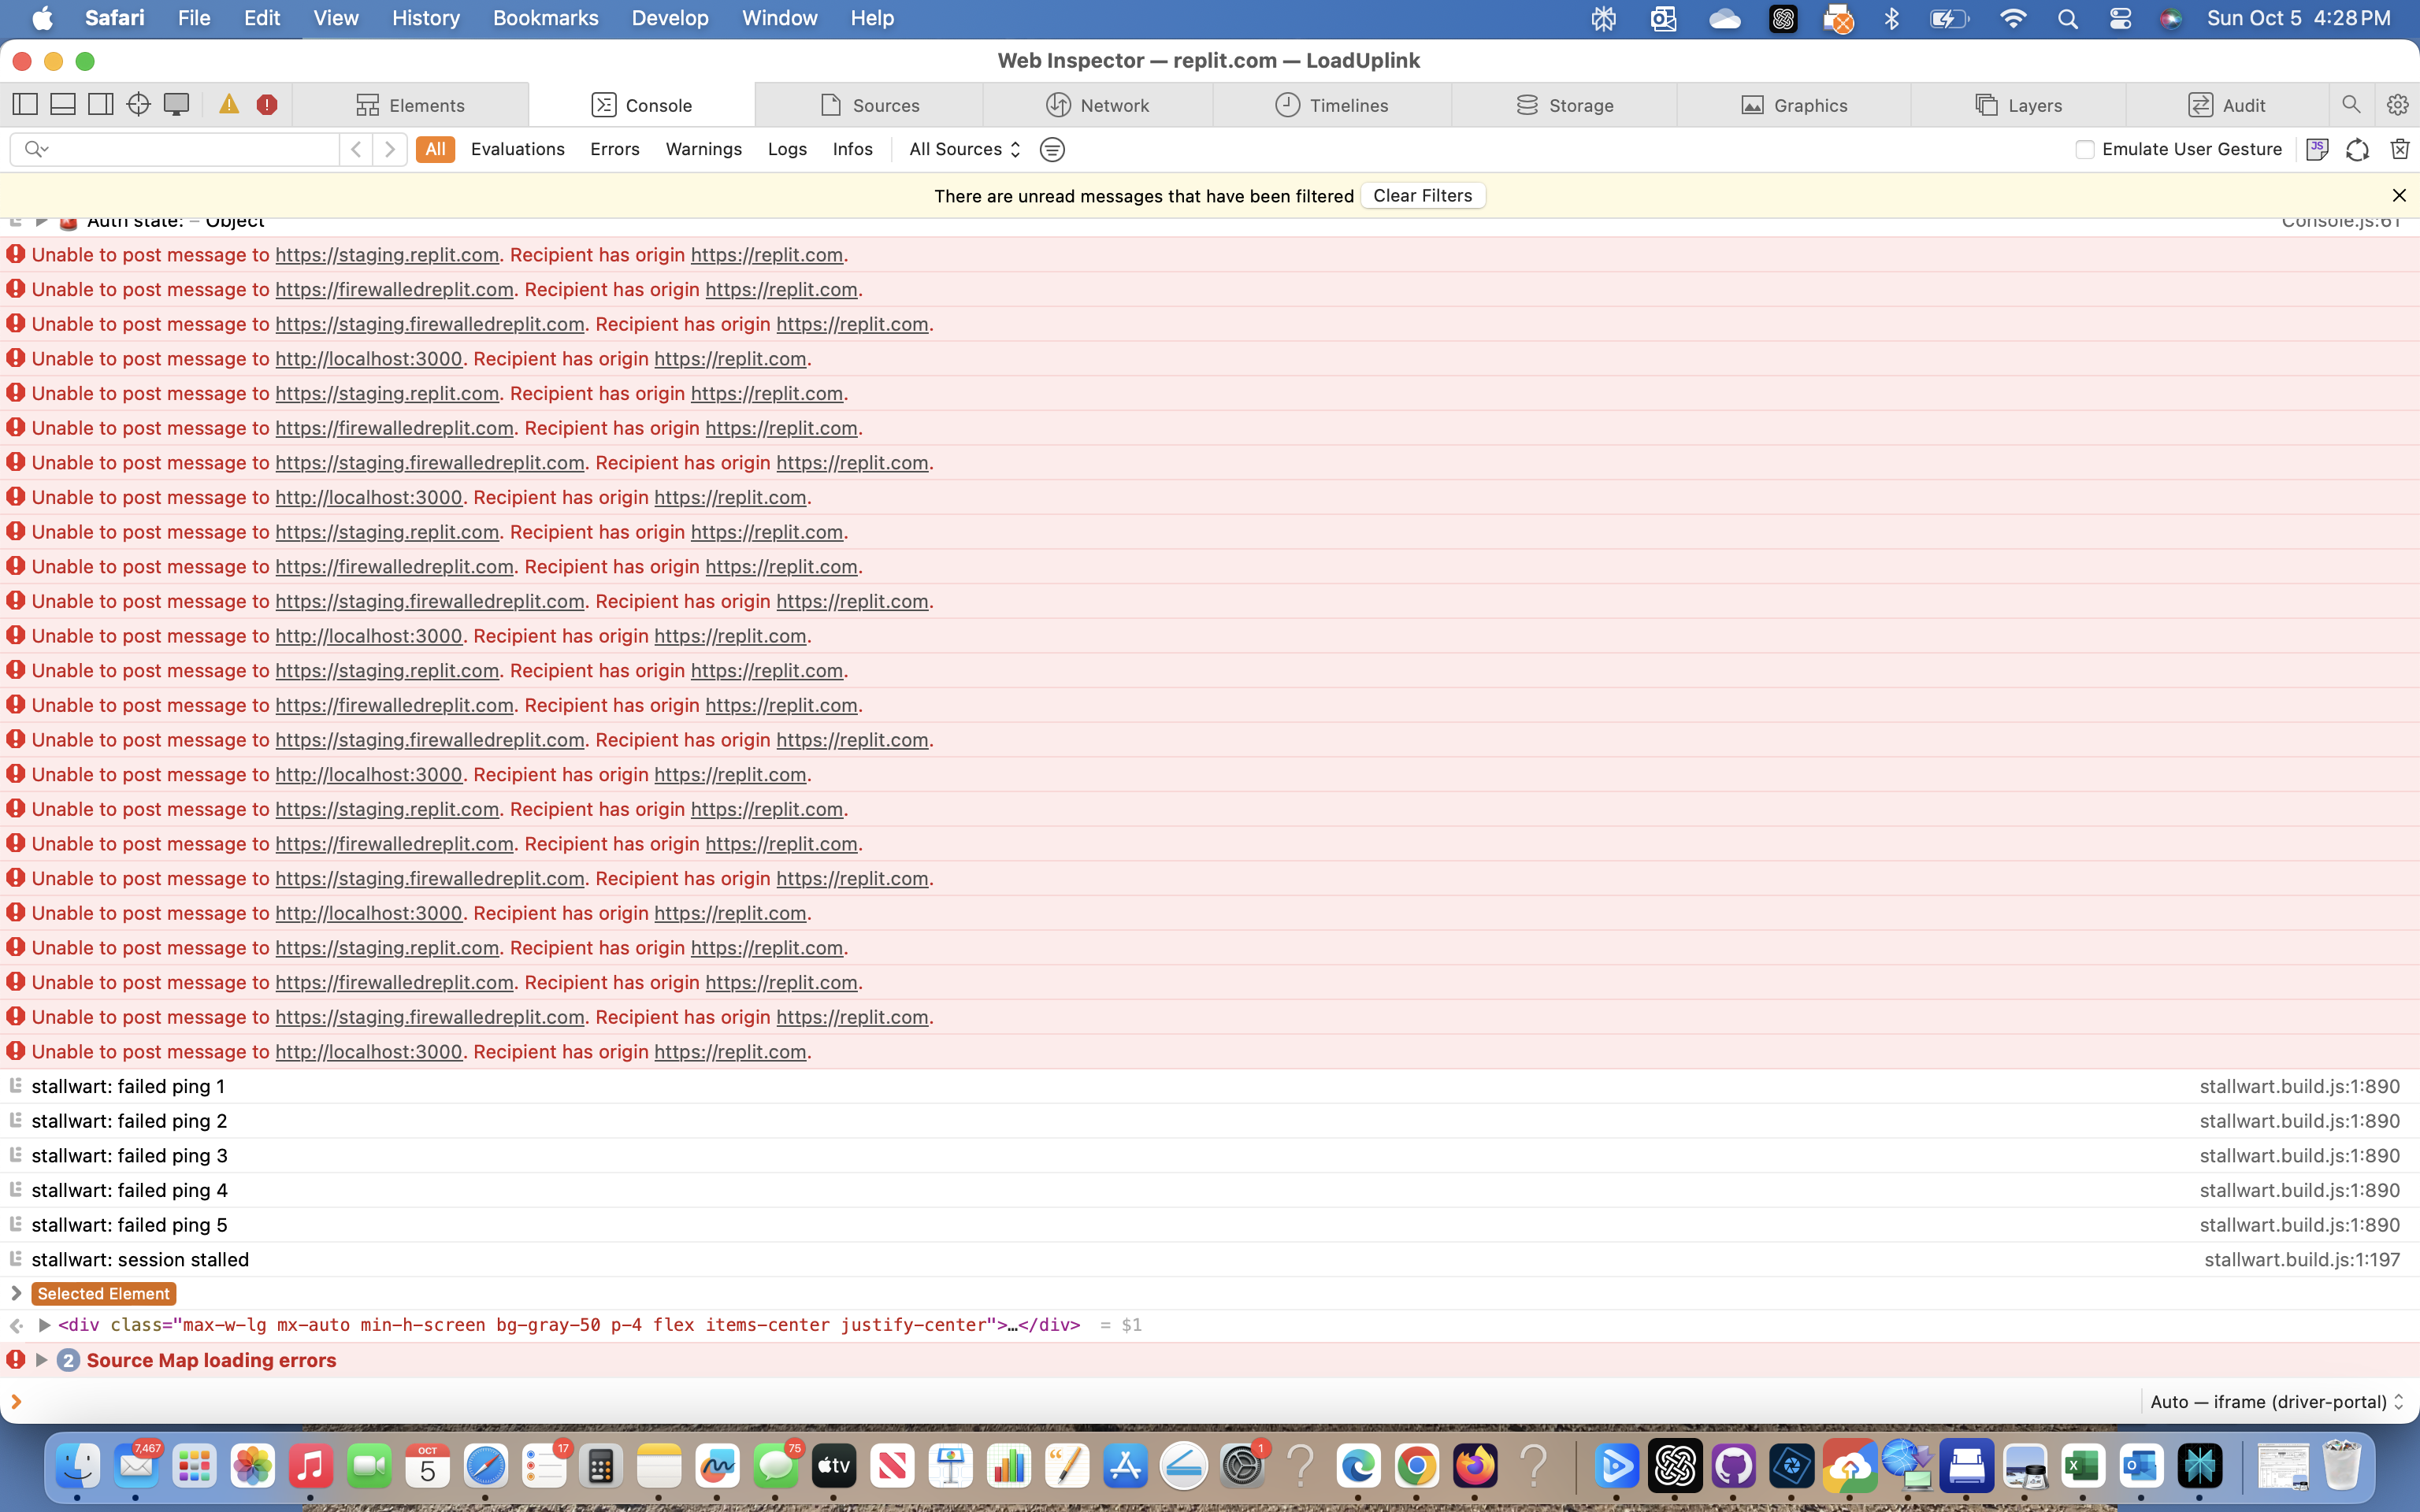 Safari File Edit View History Bookmarks Develop Window Help Sun Oct 5 4:28 PM
Web Inspector — replit.com — LoadUplink
Elements Console Sources Network Timelines Storage Graphics Layers Audit
All Evaluations Errors Warnings Logs Infos All Sources Emulate User Gesture JS
There are unread messages that have been filtered Clear Filters
Auth state: – Object Console.js:61
Unable to post message to https://staging.replit.com. Recipient has origin https://replit.com.
Unable to post message to https://firewalledreplit.com. Recipient has origin https://replit.com.
Unable to post message to https://staging.firewalledreplit.com. Recipient has origin https://replit.com.
Unable to post message to http://localhost:3000. Recipient has origin https://replit.com.
Unable to post message to https://staging.replit.com. Recipient has origin https://replit.com.
Unable to post message to https://firewalledreplit.com. Recipient has origin https://replit.com.
Unable to post message to https://staging.firewalledreplit.com. Recipient has origin https://replit.com.
Unable to post message to http://localhost:3000. Recipient has origin https://replit.com.
Unable to post message to https://staging.replit.com. Recipient has origin https://replit.com.
Unable to post message to https://firewalledreplit.com. Recipient has origin https://replit.com.
Unable to post message to https://staging.firewalledreplit.com. Recipient has origin https://replit.com.
Unable to post message to http://localhost:3000. Recipient has origin https://replit.com.
Unable to post message to https://staging.replit.com. Recipient has origin https://replit.com.
Unable to post message to https://firewalledreplit.com. Recipient has origin https://replit.com.
Unable to post message to https://staging.firewalledreplit.com. Recipient has origin https://replit.com.
Unable to post message to http://localhost:3000. Recipient has origin https://replit.com.
Unable to post message to https://staging.replit.com. Recipient has origin https://replit.com.
Unable to post message to https://firewalledreplit.com. Recipient has origin https://replit.com.
Unable to post message to https://staging.firewalledreplit.com. Recipient has origin https://replit.com.
Unable to post message to http://localhost:3000. Recipient has origin https://replit.com.
Unable to post message to https://staging.replit.com. Recipient has origin https://replit.com.
Unable to post message to https://firewalledreplit.com. Recipient has origin https://replit.com.
Unable to post message to https://staging.firewalledreplit.com. Recipient has origin https://replit.com.
Unable to post message to http://localhost:3000. Recipient has origin https://replit.com.
stallwart: failed ping 1 stallwart.build.js:1:890
stallwart: failed ping 2 stallwart.build.js:1:890
stallwart: failed ping 3 stallwart.build.js:1:890
stallwart: failed ping 4 stallwart.build.js:1:890
stallwart: failed ping 5 stallwart.build.js:1:890
stallwart: session stalled stallwart.build.js:1:197
Selected Element
<div class="max-w-lg mx-auto min-h-screen bg-gray-50 p-4 flex items-center justify-center">…</div> = $1
2 Source Map loading errors
Auto — iframe (driver-portal)
7,467 OCT 5 17 75 tv 1